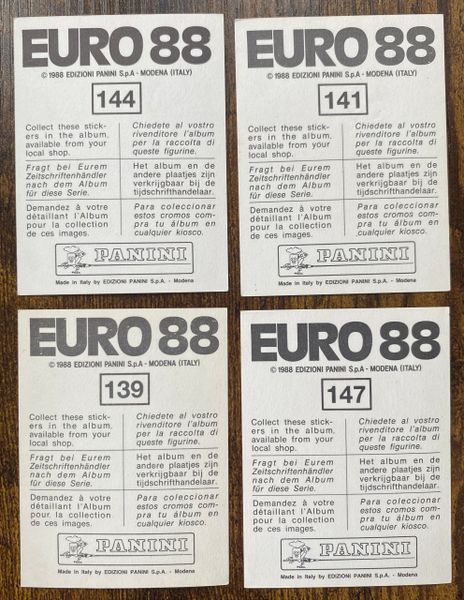 EURO 88
© 1988 EDIZIONI PANINI S.p.A - MODENA (ITALY)
144
Collect these stick-
ers in the album,
available from your
local shop.
Chiedete al vostro
rivenditore l'album
per la raccolta di
queste figurine.
Fragt bei Eurem
Zeitschriftenhändler
nach dem Album
für diese Serie.
Het album en de
andere plaatjes zijn
verkrijgbaar bij de
tijdschrifthandelaar.
Demandez à votre
détaillant l'Album
pour la collection
de ces images.
Para coleccionar
estos cromos com-
pra tu álbum en
cualquier kiosco.
PANINI
Made in Italy by EDIZIONI PANINI S.p.A. - Modena
EURO 88
© 1988 EDIZIONI PANINI S.p.A - MODENA (ITALY)
141
Collect these stick-
ers in the album,
available from your
local shop.
Chiedete al vostro
rivenditore l'album
per la raccolta di
queste figurine.
Fragt bei Eurem
Zeitschriftenhändler
nach dem Album
für diese Serie.
Het album en de
andere plaatjes zijn
verkrijgbaar bij de
tijdschrifthandelaar.
Demandez à votre
détaillant l'Album
pour la collection
de ces images.
Para coleccionar
estos cromos com-
pra tu álbum en
cualquier kiosco.
PANINI
Made in Italy by EDIZIONI PANINI S.p.A. - Modena
EURO 88
© 1988 EDIZIONI PANINI S.p.A - MODENA (ITALY)
139
Collect these stick-
ers in the album,
available from your
local shop.
Chiedete al vostro
rivenditore l'album
per la raccolta di
queste figurine.
Fragt bei Eurem
Zeitschriftenhändler
nach dem Album
für diese Serie.
Het album en de
andere plaatjes zijn
verkrijgbaar bij de
tijdschrifthandelaar.
Demandez à votre
détaillant l'Album
pour la collection
de ces images.
Para coleccionar
estos cromos com-
pra tu álbum en
cualquier kiosco.
PANINI
Made in Italy by EDIZIONI PANINI S.p.A. - Modena
EURO 88
© 1988 EDIZIONI PANINI S.p.A - MODENA (ITALY)
147
Collect these stick-
ers in the album,
available from your
local shop.
Chiedete al vostro
rivenditore l'album
per la raccolta di
queste figurine.
Fragt bei Eurem
Zeitschriftenhändler
nach dem Album
für diese Serie.
Het album en de
andere plaatjes zijn
verkrijgbaar bij de
tijdschrifthandelaar.
Demandez à votre
détaillant l'Album
pour la collection
de ces images.
Para coleccionar
estos cromos com-
pra tu álbum en
cualquier kiosco.
PANINI
Made in Italy by EDIZIONI PANINI S.p.A. - Modena